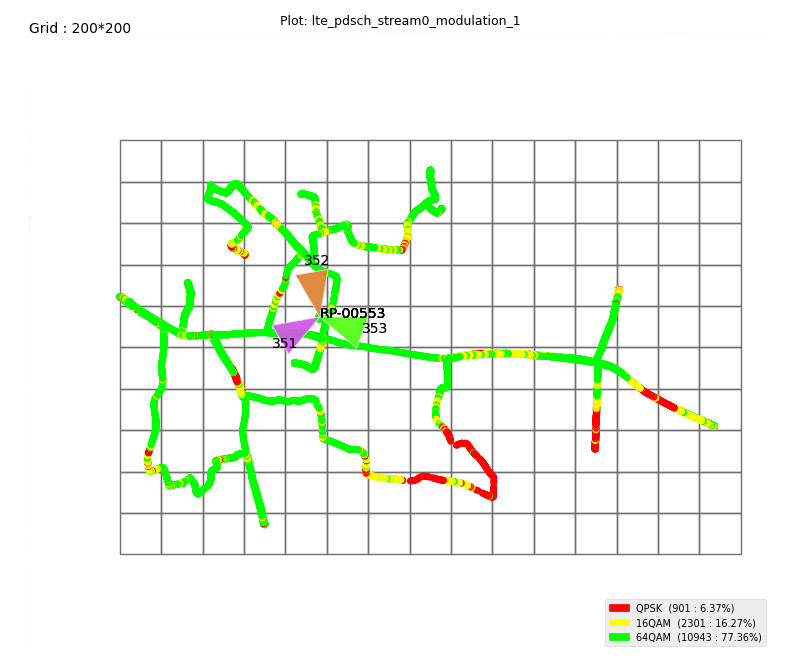 Plot: lte_pdsch_stream0_modulation_1
Grid : 200*200
352
RP-00553
353
351
QPSK (901 : 6.37%)
16QAM (2301 : 16.27%)
64QAM (10943 : 77.36%)